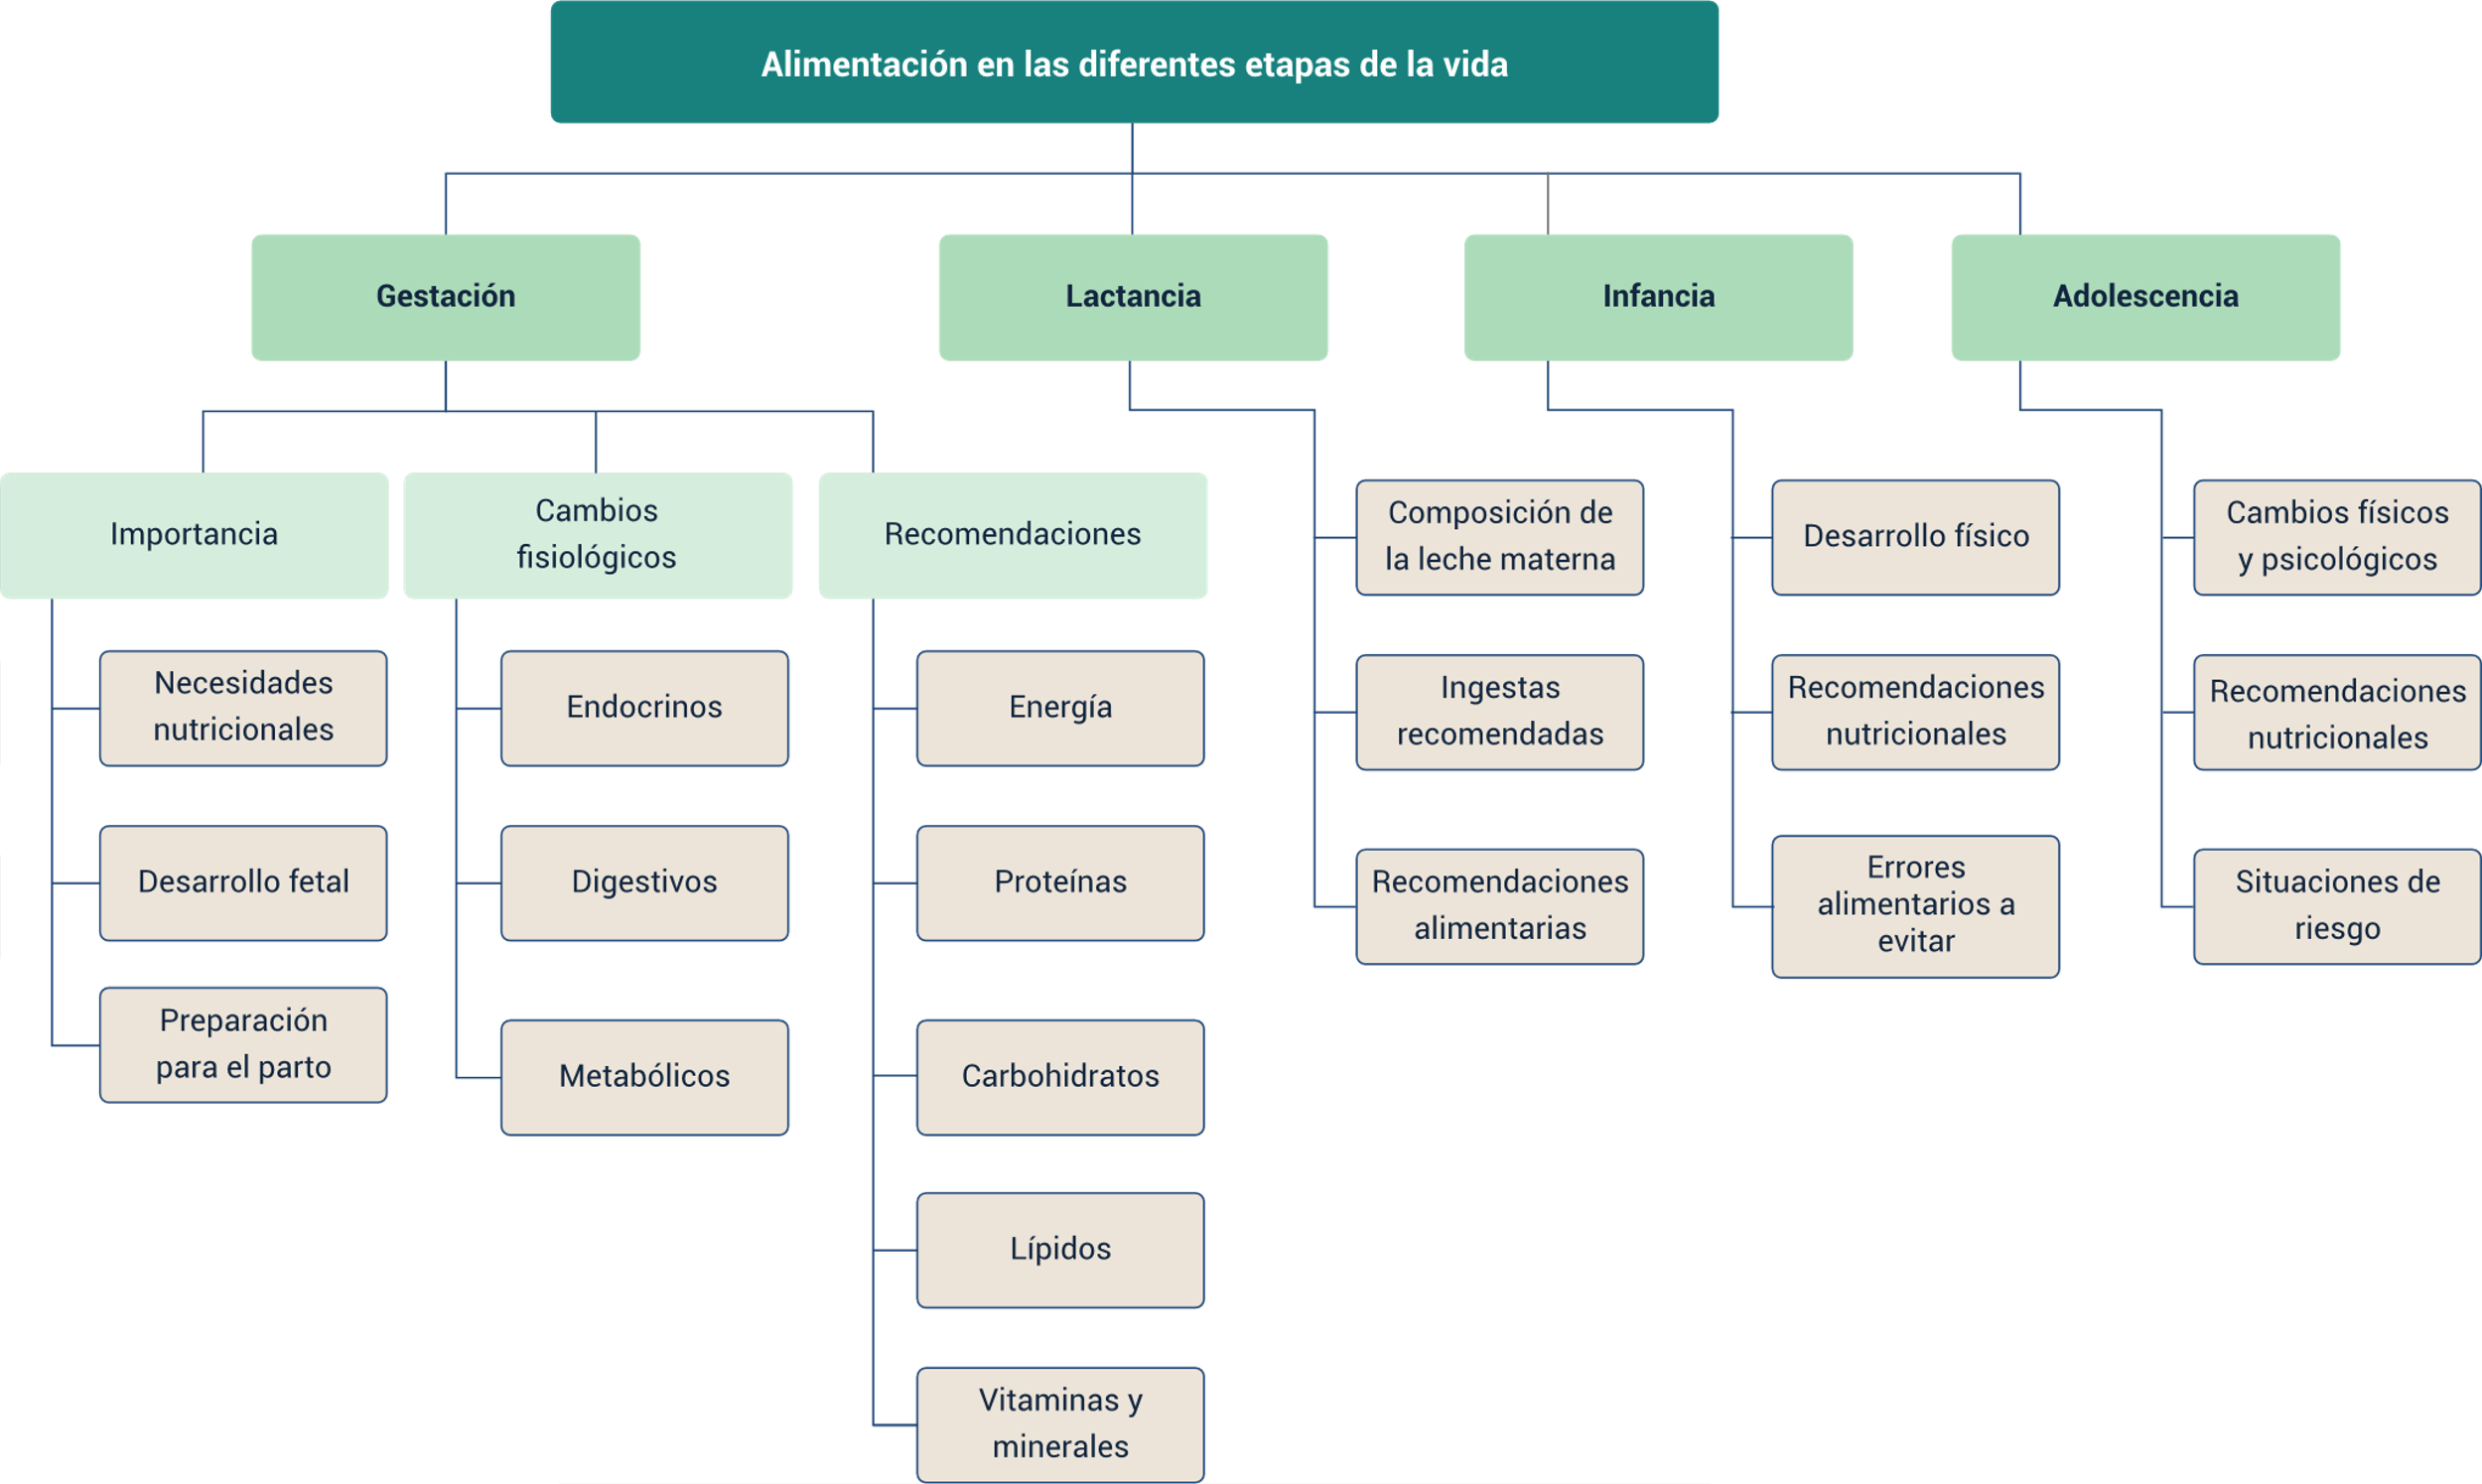 Alimentación en las diferentes etapas de la vida
Gestación
Lactancia
Infancia
Adolescencia
Importancia
Cambios
fisiológicos
Recomendaciones
Necesidades
nutricionales
Desarrollo fetal
Preparación
para el parto
Endocrinos
Digestivos
Metabólicos
Energía
Proteínas
Carbohidratos
Lípidos
Vitaminas y
minerales
Composición de
la leche materna
Ingestas
recomendadas
Recomendaciones
alimentarias
Desarrollo físico
Recomendaciones
nutricionales
Errores
alimentarios a
evitar
Cambios físicos
y psicológicos
Recomendaciones
nutricionales
Situaciones de
riesgo